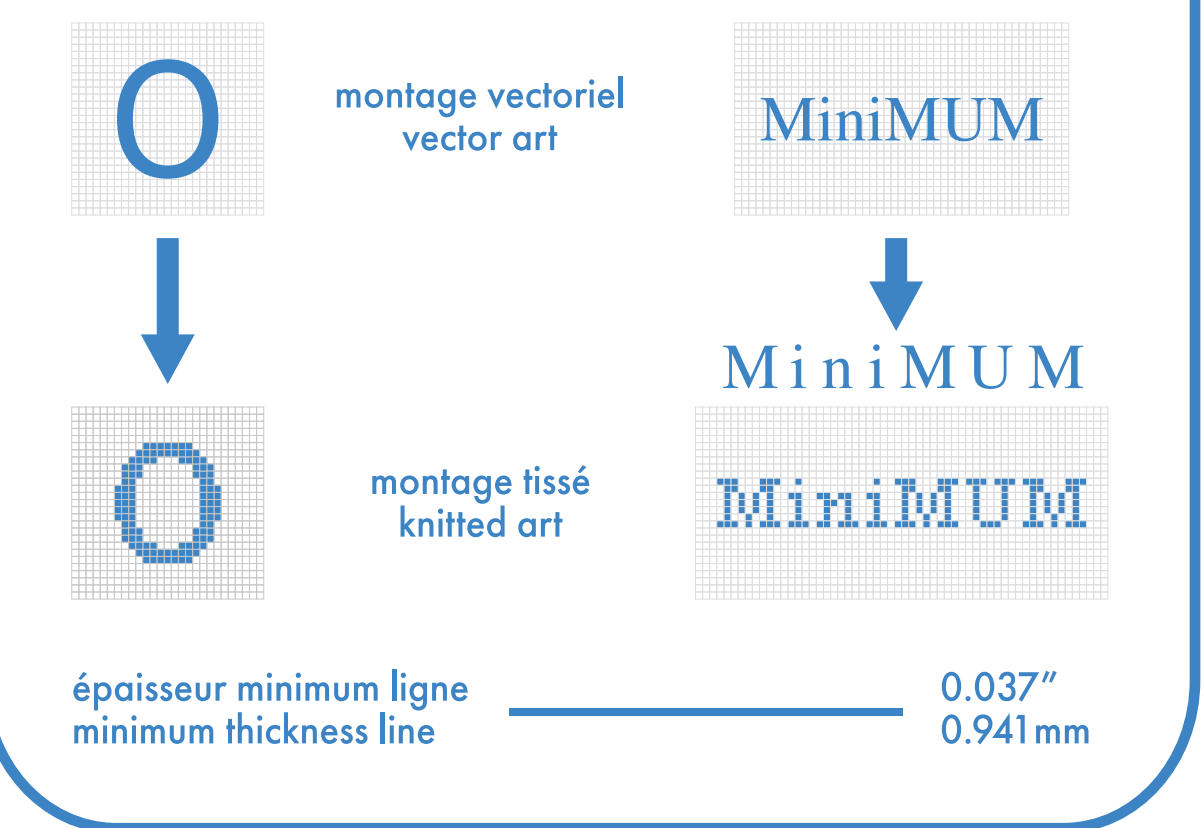 O
montage vectoriel
vector art
MiniMUM
MiniMUM
O
montage tissé
knitted art
MiniMUM
épaisseur minimum ligne
minimum thickness line
0.037"
0.941mm